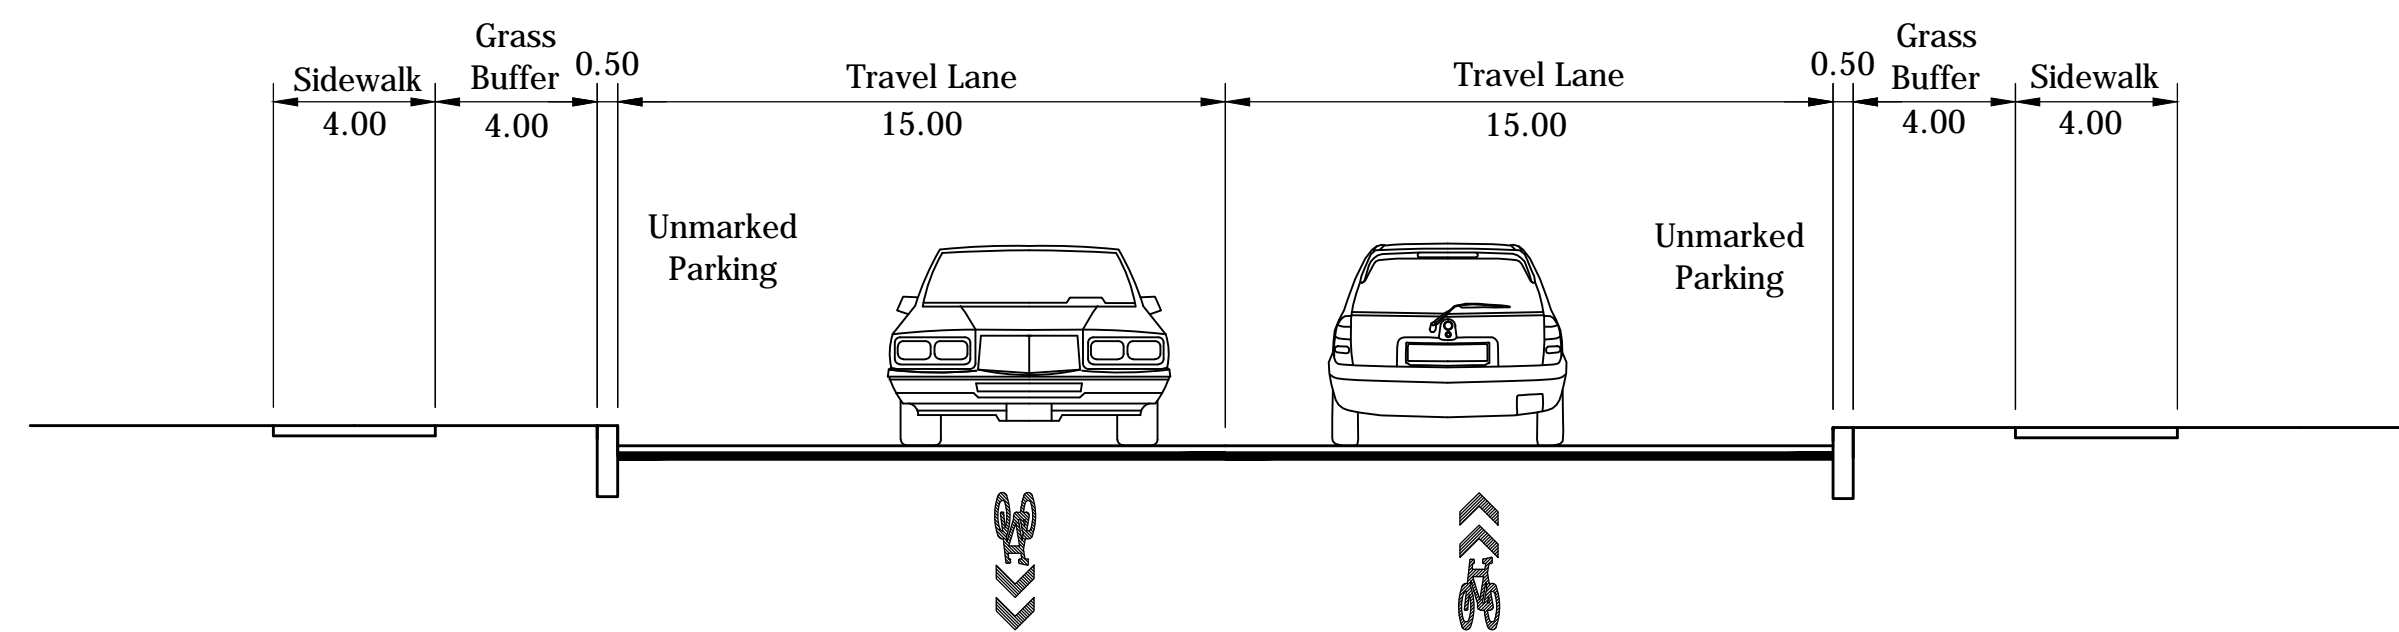 Sidewalk
4.00
Grass
Buffer
4.00
0.50
Travel Lane
15.00
Travel Lane
15.00
0.50
Grass
Buffer
4.00
Sidewalk
4.00
Unmarked
Parking
Unmarked
Parking